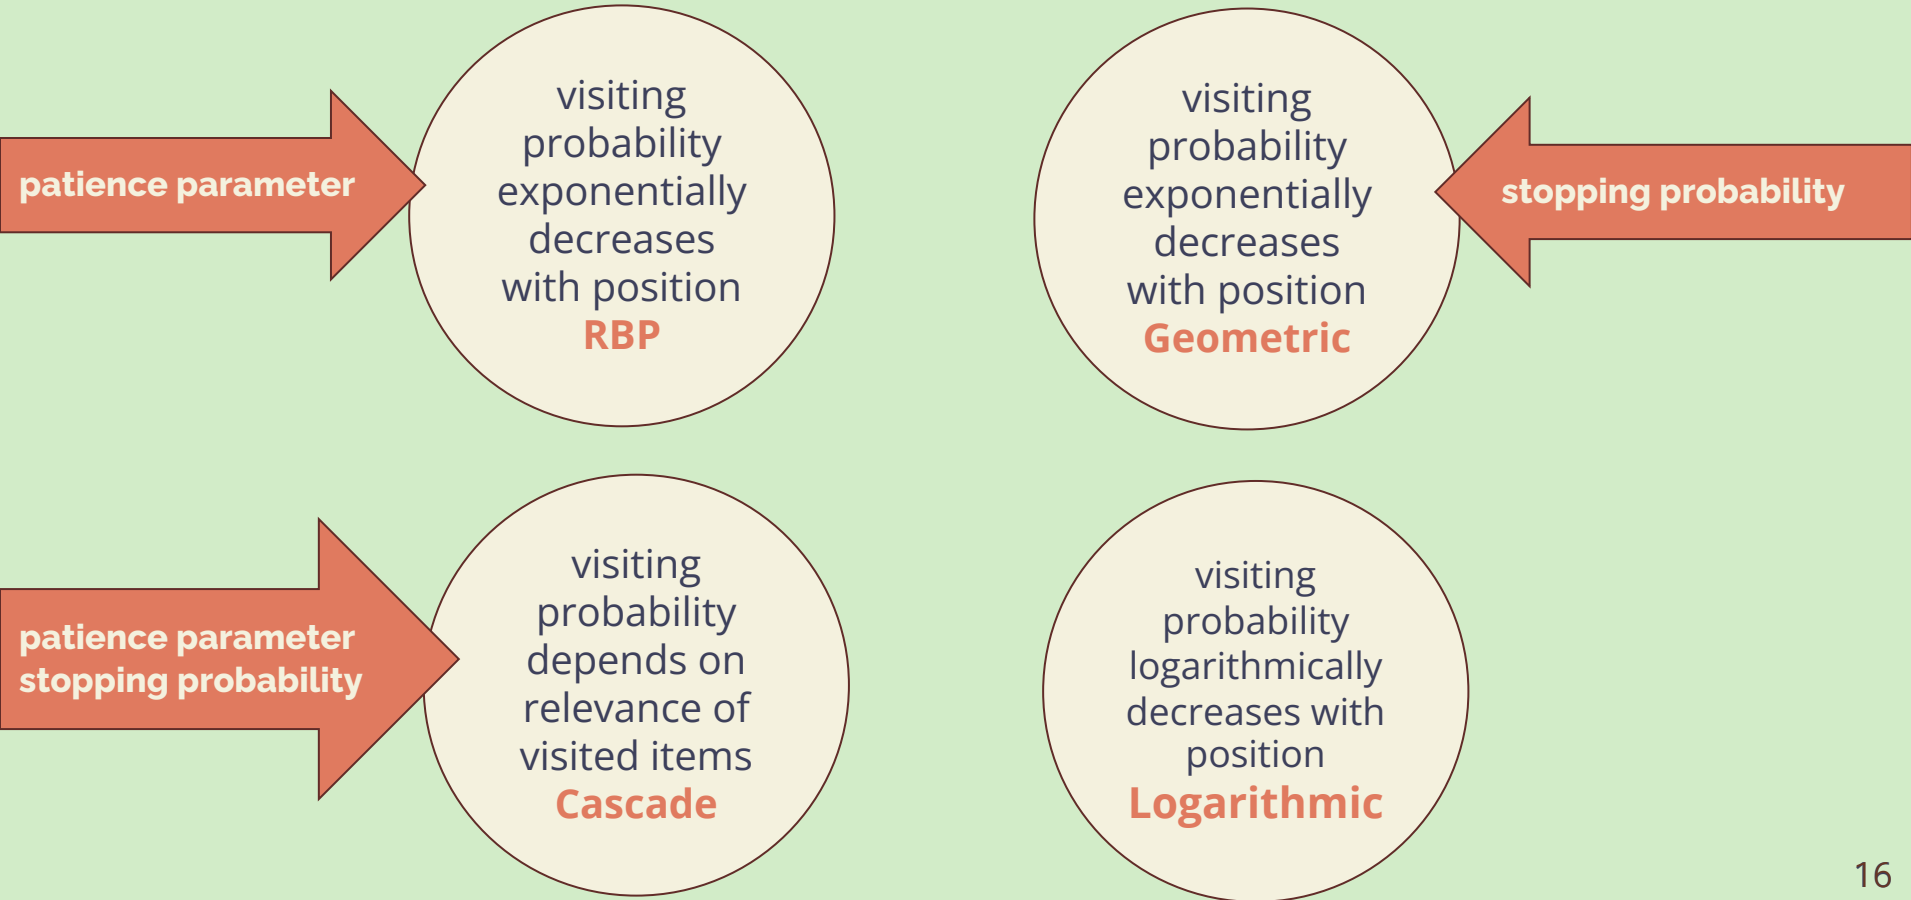 patience parameter
visiting
probability
exponentially
decreases
with position
RBP
visiting
probability
exponentially
decreases
with position
Geometric
stopping probability
patience parameter
stopping probability
visiting
probability
depends on
relevance of
visited items
Cascade
visiting
probability
logarithmically
decreases with
position
Logarithmic
16